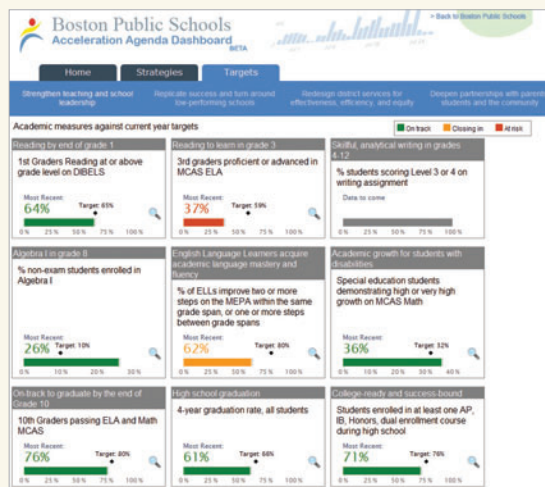 Boston Public Schools
Acceleration Agenda Dashboard
BETA
> Back to Boston Public Schools
Home
Strategies
Targets
Strengthen teaching and school
leadership
Replicate success and turn around
low-performing schools
Redesign district services for
effectiveness, efficiency, and equity
Deepen partnerships with parent
students and the community
Academic measures against current year targets
On track
Closing in
At risk
Reading by end of grade 1
1st Graders Reading at or above
grade level on DIBELS
Most Recent:
64%
Target: 65%
0% 25% 50% 75% 100%
Reading to learn in grade 3
3rd graders proficient or advanced in
MCAS ELA
Most Recent:
37%
Target: 59%
0% 25% 50% 75% 100%
Skillful, analytical writing in grades
4-12
% students scoring Level 3 or 4 on
writing assignment
Data to come
0% 25% 50% 75% 100%
Algebra I in grade 8
% non-exam students enrolled in
Algebra I
Most Recent:
26%
Target: 10%
0% 10% 20% 30%
English Language Learners acquire
academic language mastery and
fluency
% of ELLs improve two or more
steps on the MEPA within the same
grade span, or one or more steps
between grade spans
Most Recent:
62%
Target: 80%
0% 25% 50% 75% 100%
Academic growth for students with
disabilities
Special education students
demonstrating high or very high
growth on MCAS Math
Most Recent:
36%
Target: 32%
0% 10% 20% 30% 40%
On-track to graduate by the end of
Grade 10
10th Graders passing ELA and Math
MCAS
Most Recent:
76%
Target: 80%
0% 25% 50% 75% 100%
High school graduation
4-year graduation rate, all students
Most Recent:
61%
Target: 66%
0% 25% 50% 75% 100%
College-ready and success-bound
Students enrolled in at least one AP,
IB, Honors, dual enrollment course
during high school
Most Recent:
71%
Target: 76%
0% 25% 50% 75% 100%